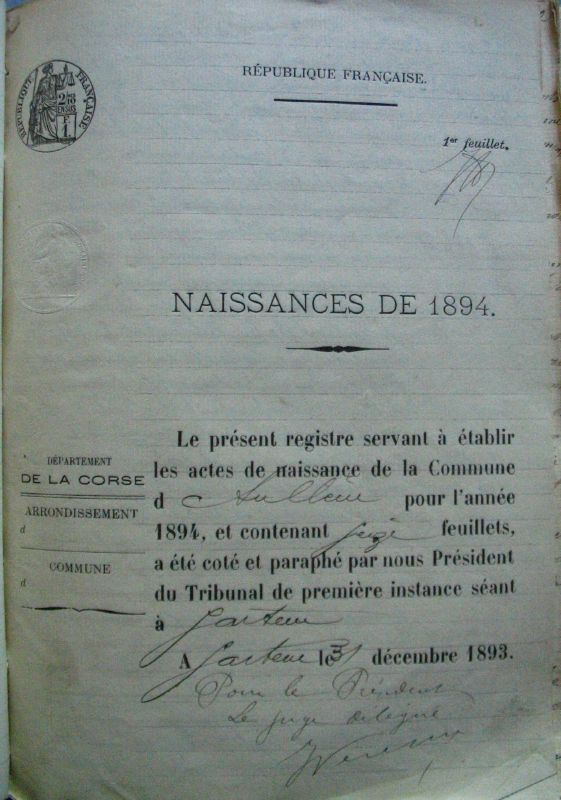 RÉPUBLIQUE FRANÇAISE.
RÉPUBLIQUE FRANÇAISE
1er feuillet.
NAISSANCES DE 1894.
DÉPARTEMENT
DE LA CORSE
ARRONDISSEMENT
d
COMMUNE
d
Le présent registre servant à établir
les actes de naissance de la Commune
d Aullène pour l'année
1894, et contenant seize feuillets,
a été coté et paraphé par nous Président
du Tribunal de première instance séant
à Sartene
A Sartene le 31 décembre 1893.
Pour le Président
Le juge délégué